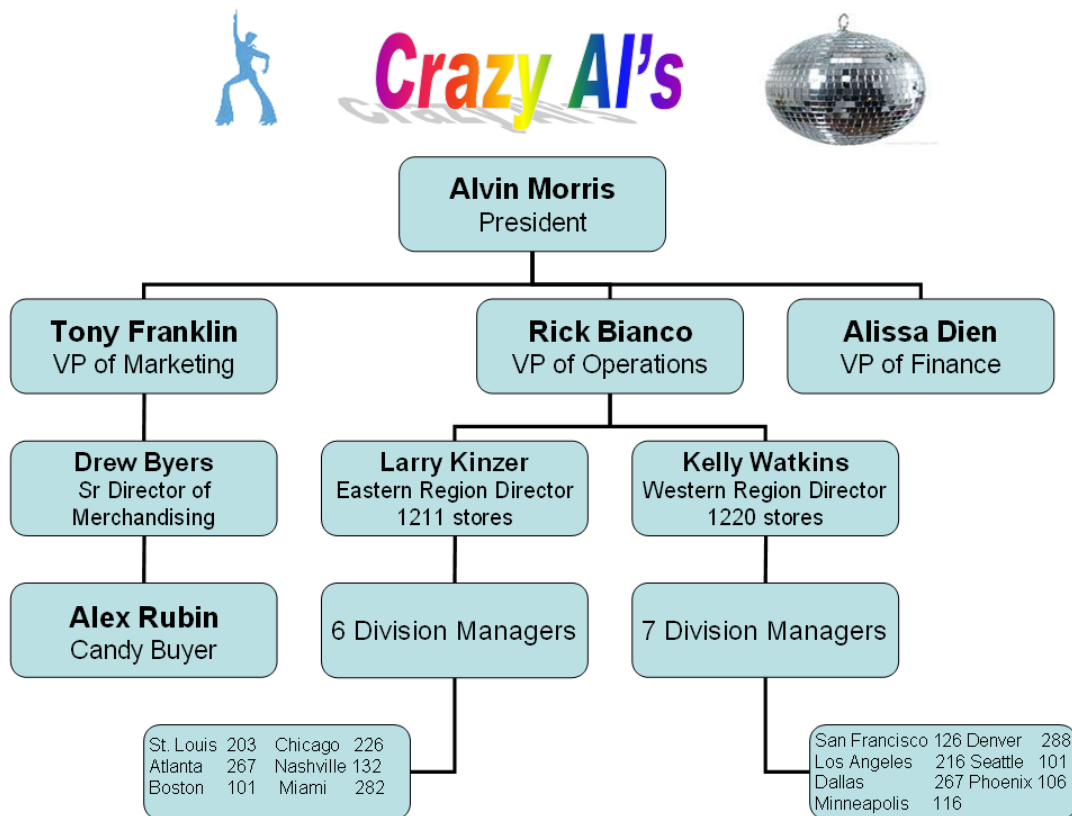 Crazy Al's
Alvin Morris
President
Tony Franklin
VP of Marketing
Rick Bianco
VP of Operations
Alissa Dien
VP of Finance
Drew Byers
Sr Director of
Merchandising
Larry Kinzer
Eastern Region Director
1211 stores
Kelly Watkins
Western Region Director
1220 stores
Alex Rubin
Candy Buyer
6 Division Managers
7 Division Managers
St. Louis 203 Chicago 226
Atlanta 267 Nashville 132
Boston 101 Miami 282
San Francisco 126 Denver 288
Los Angeles 216 Seattle 101
Dallas 267 Phoenix 106
Minneapolis 116